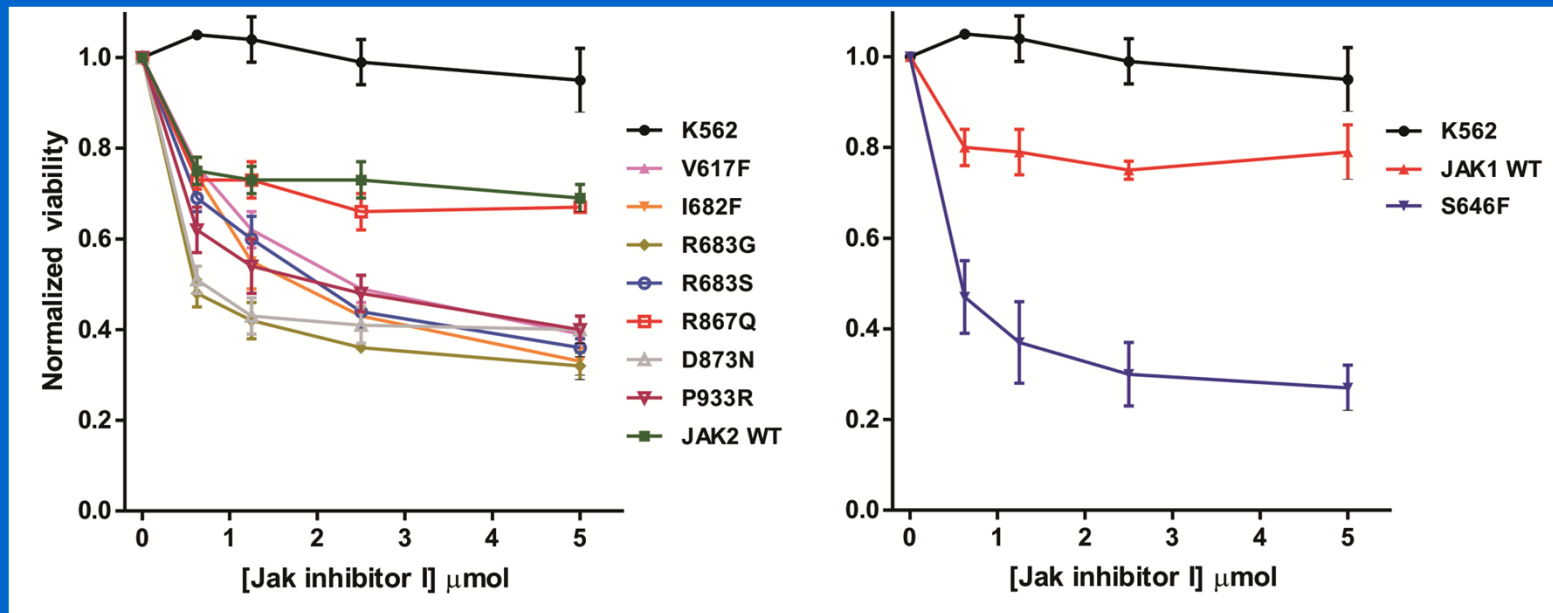 Normalized viability
1.0
0.8
0.6
0.4
0.2
0.0
0 1 2 3 4 5
[Jak inhibitor I] μmol
K562
V617F
I682F
R683G
R683S
R867Q
D873N
P933R
JAK2 WT
1.0
0.8
0.6
0.4
0.2
0.0
0 1 2 3 4 5
[Jak inhibitor I] μmol
K562
JAK1 WT
S646F